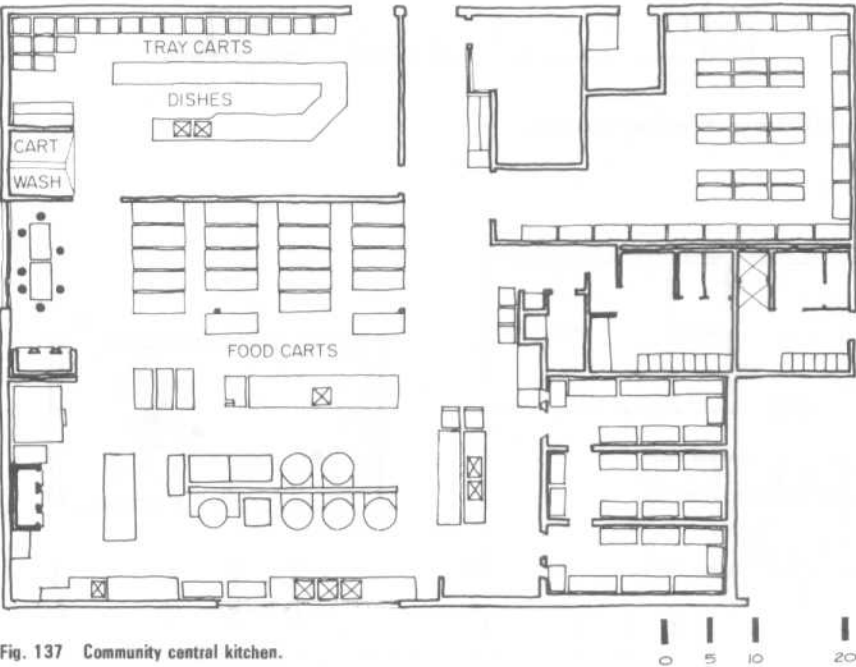 TRAY CARTS
DISHES
CART
WASH
FOOD CARTS
Fig. 137 Community central kitchen.
0 5 10 20